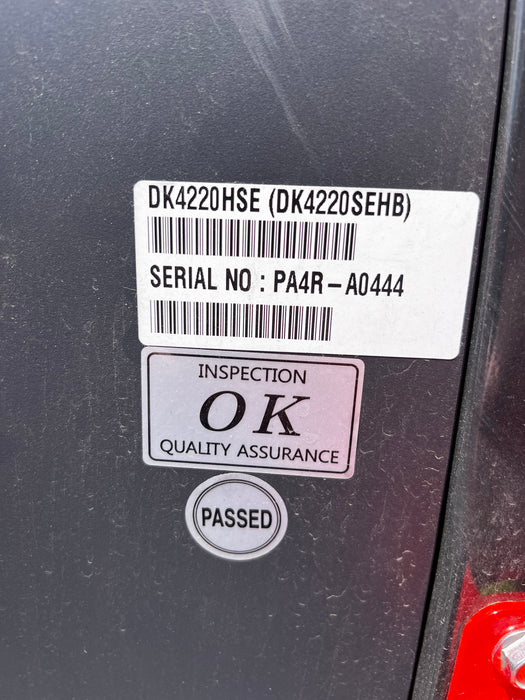 DK4220HSE (DK4220SEHB)
SERIAL NO : PA4R-A0444
INSPECTION
OK
QUALITY ASSURANCE
PASSED